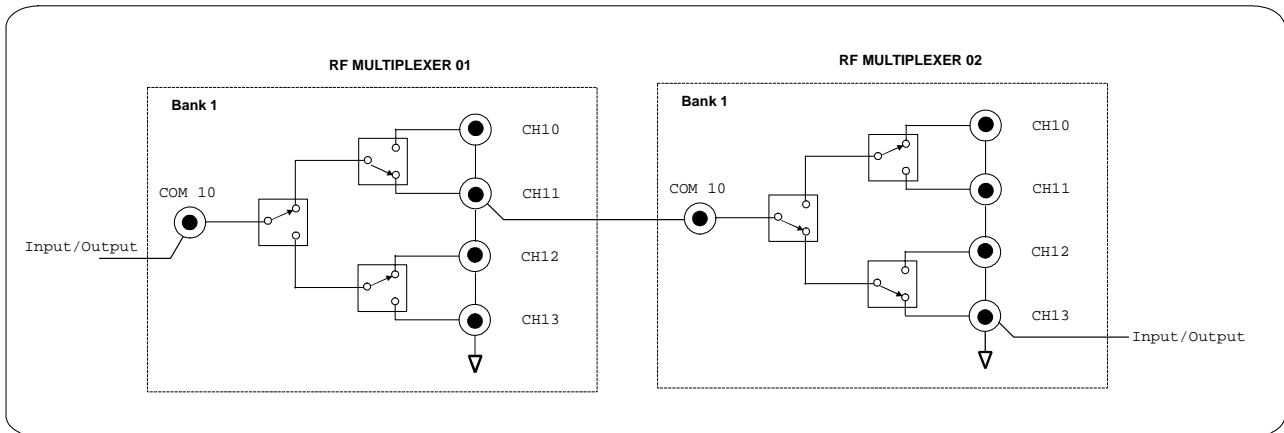 RF MULTIPLEXER 01
Bank 1
CH10
CH11
COM 10
Input/Output
CH12
CH13
RF MULTIPLEXER 02
Bank 1
CH10
CH11
COM 10
CH12
CH13
Input/Output